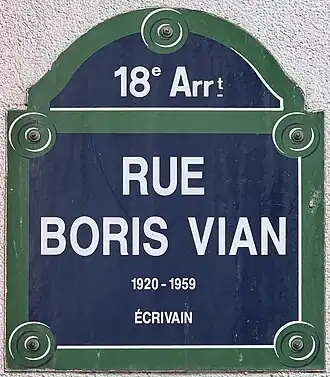 18e Arrt
RUE
BORIS VIAN
1920 - 1959
ÉCRIVAIN